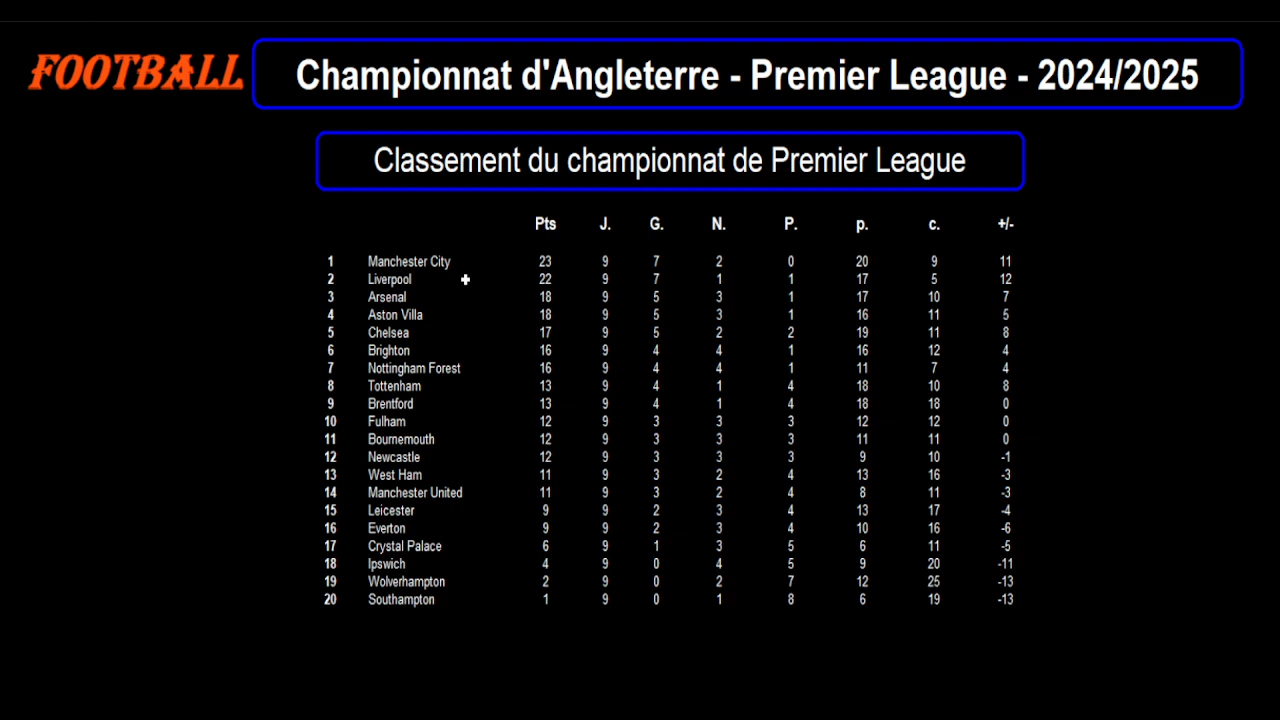 FOOTBALL Championnat d'Angleterre - Premier League - 2024/2025
Classement du championnat de Premier League
Pts J. G. N. P. p. c. +/-
1 Manchester City 23 9 7 2 0 20 9 11
2 Liverpool 22 9 7 1 1 17 5 12
3 Arsenal 18 9 5 3 1 17 10 7
4 Aston Villa 18 9 5 3 1 16 11 5
5 Chelsea 17 9 5 2 2 19 11 8
6 Brighton 16 9 4 4 1 16 12 4
7 Nottingham Forest 16 9 4 4 1 11 7 4
8 Tottenham 13 9 4 1 4 18 10 8
9 Brentford 13 9 4 1 4 18 18 0
10 Fulham 12 9 3 3 3 12 12 0
11 Bournemouth 12 9 3 3 3 11 11 0
12 Newcastle 12 9 3 3 3 9 10 -1
13 West Ham 11 9 3 2 4 13 16 -3
14 Manchester United 11 9 3 2 4 8 11 -3
15 Leicester 9 9 2 3 4 13 17 -4
16 Everton 9 9 2 3 4 10 16 -6
17 Crystal Palace 6 9 1 3 5 6 11 -5
18 Ipswich 4 9 0 4 5 9 20 -11
19 Wolverhampton 2 9 0 2 7 12 25 -13
20 Southampton 1 9 0 1 8 6 19 -13